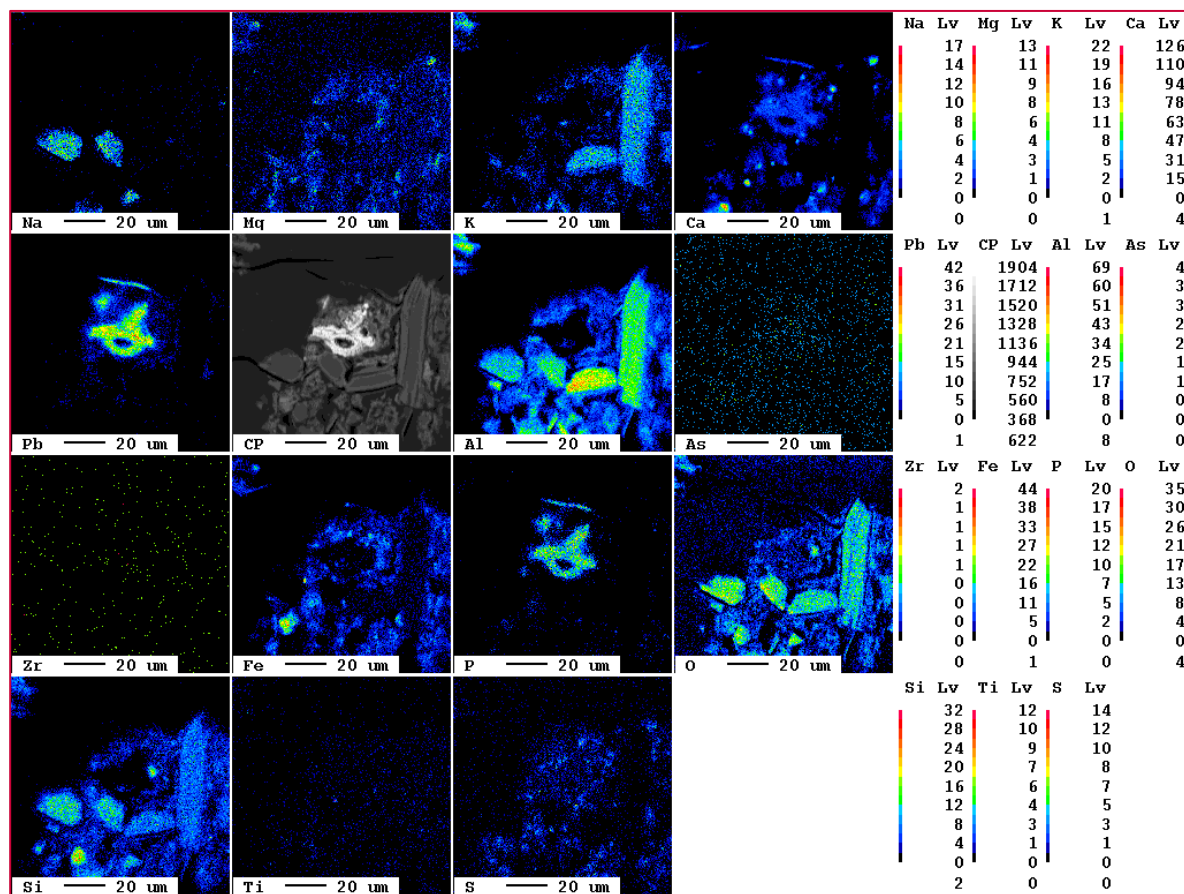 Na Lv Mg Lv K Lv Ca Lv
17 13 22 126
14 11 19 110
12 9 16 94
10 8 13 78
8 6 11 63
6 4 8 47
4 3 5 31
2 1 2 15
0 0 0 0
0 0 1 4
Na 20 um Mg 20 um K 20 um Ca 20 um
Pb Lv CP Lv Al Lv As Lv
42 1904 69 4
36 1712 60 3
31 1520 51 3
26 1328 43 2
21 1136 34 2
15 944 25 1
10 752 17 1
5 560 8 0
0 368 0 0
1 622 8 0
Pb 20 um CP 20 um Al 20 um As 20 um
Zr Lv Fe Lv P Lv O Lv
2 44 20 35
1 38 17 30
1 33 15 26
1 27 12 21
1 22 10 17
0 16 7 13
0 11 5 8
0 5 2 4
0 0 0 0
0 1 0 4
Zr 20 um Fe 20 um P 20 um O 20 um
Si Lv Ti Lv S Lv
32 12 14
28 10 12
24 9 10
20 7 8
16 6 7
12 4 5
8 3 3
4 1 1
0 0 0
2 0 0
Si 20 um Ti 20 um S 20 um